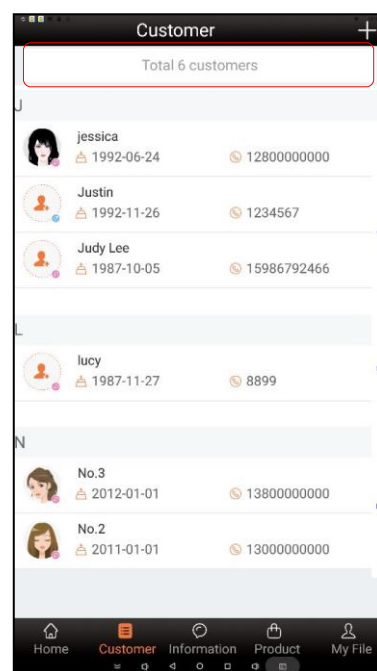 Customer
Total 6 customers
J
jessica
1992-06-24 12800000000
Justin
1992-11-26 1234567
Judy Lee
1987-10-05 15986792466
L
lucy
1987-11-27 8899
N
No.3
2012-01-01 13800000000
No.2
2011-01-01 13000000000
Home Customer Information Product My File